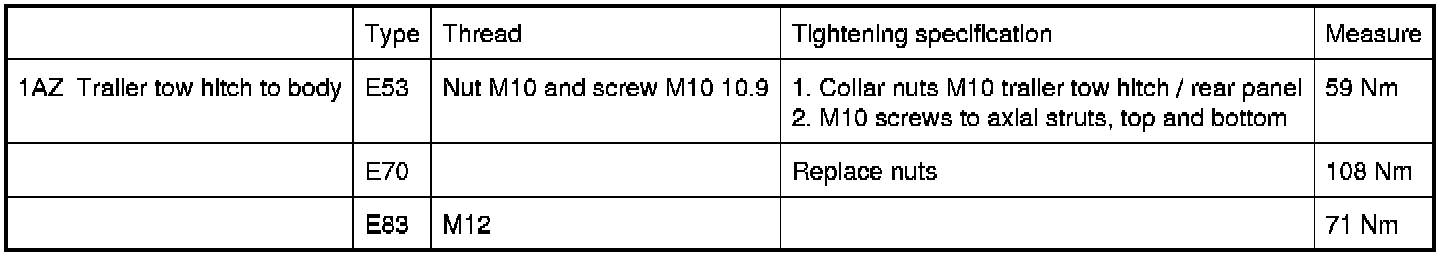 Type Thread Tightening specification Measure
1AZ Trailer tow hitch to body E53 Nut M10 and screw M10 10.9 1. Collar nuts M10 trailer tow hitch / rear panel 59 Nm
2. M10 screws to axial struts, top and bottom
E70 Replace nuts 108 Nm
E83 M12 71 Nm